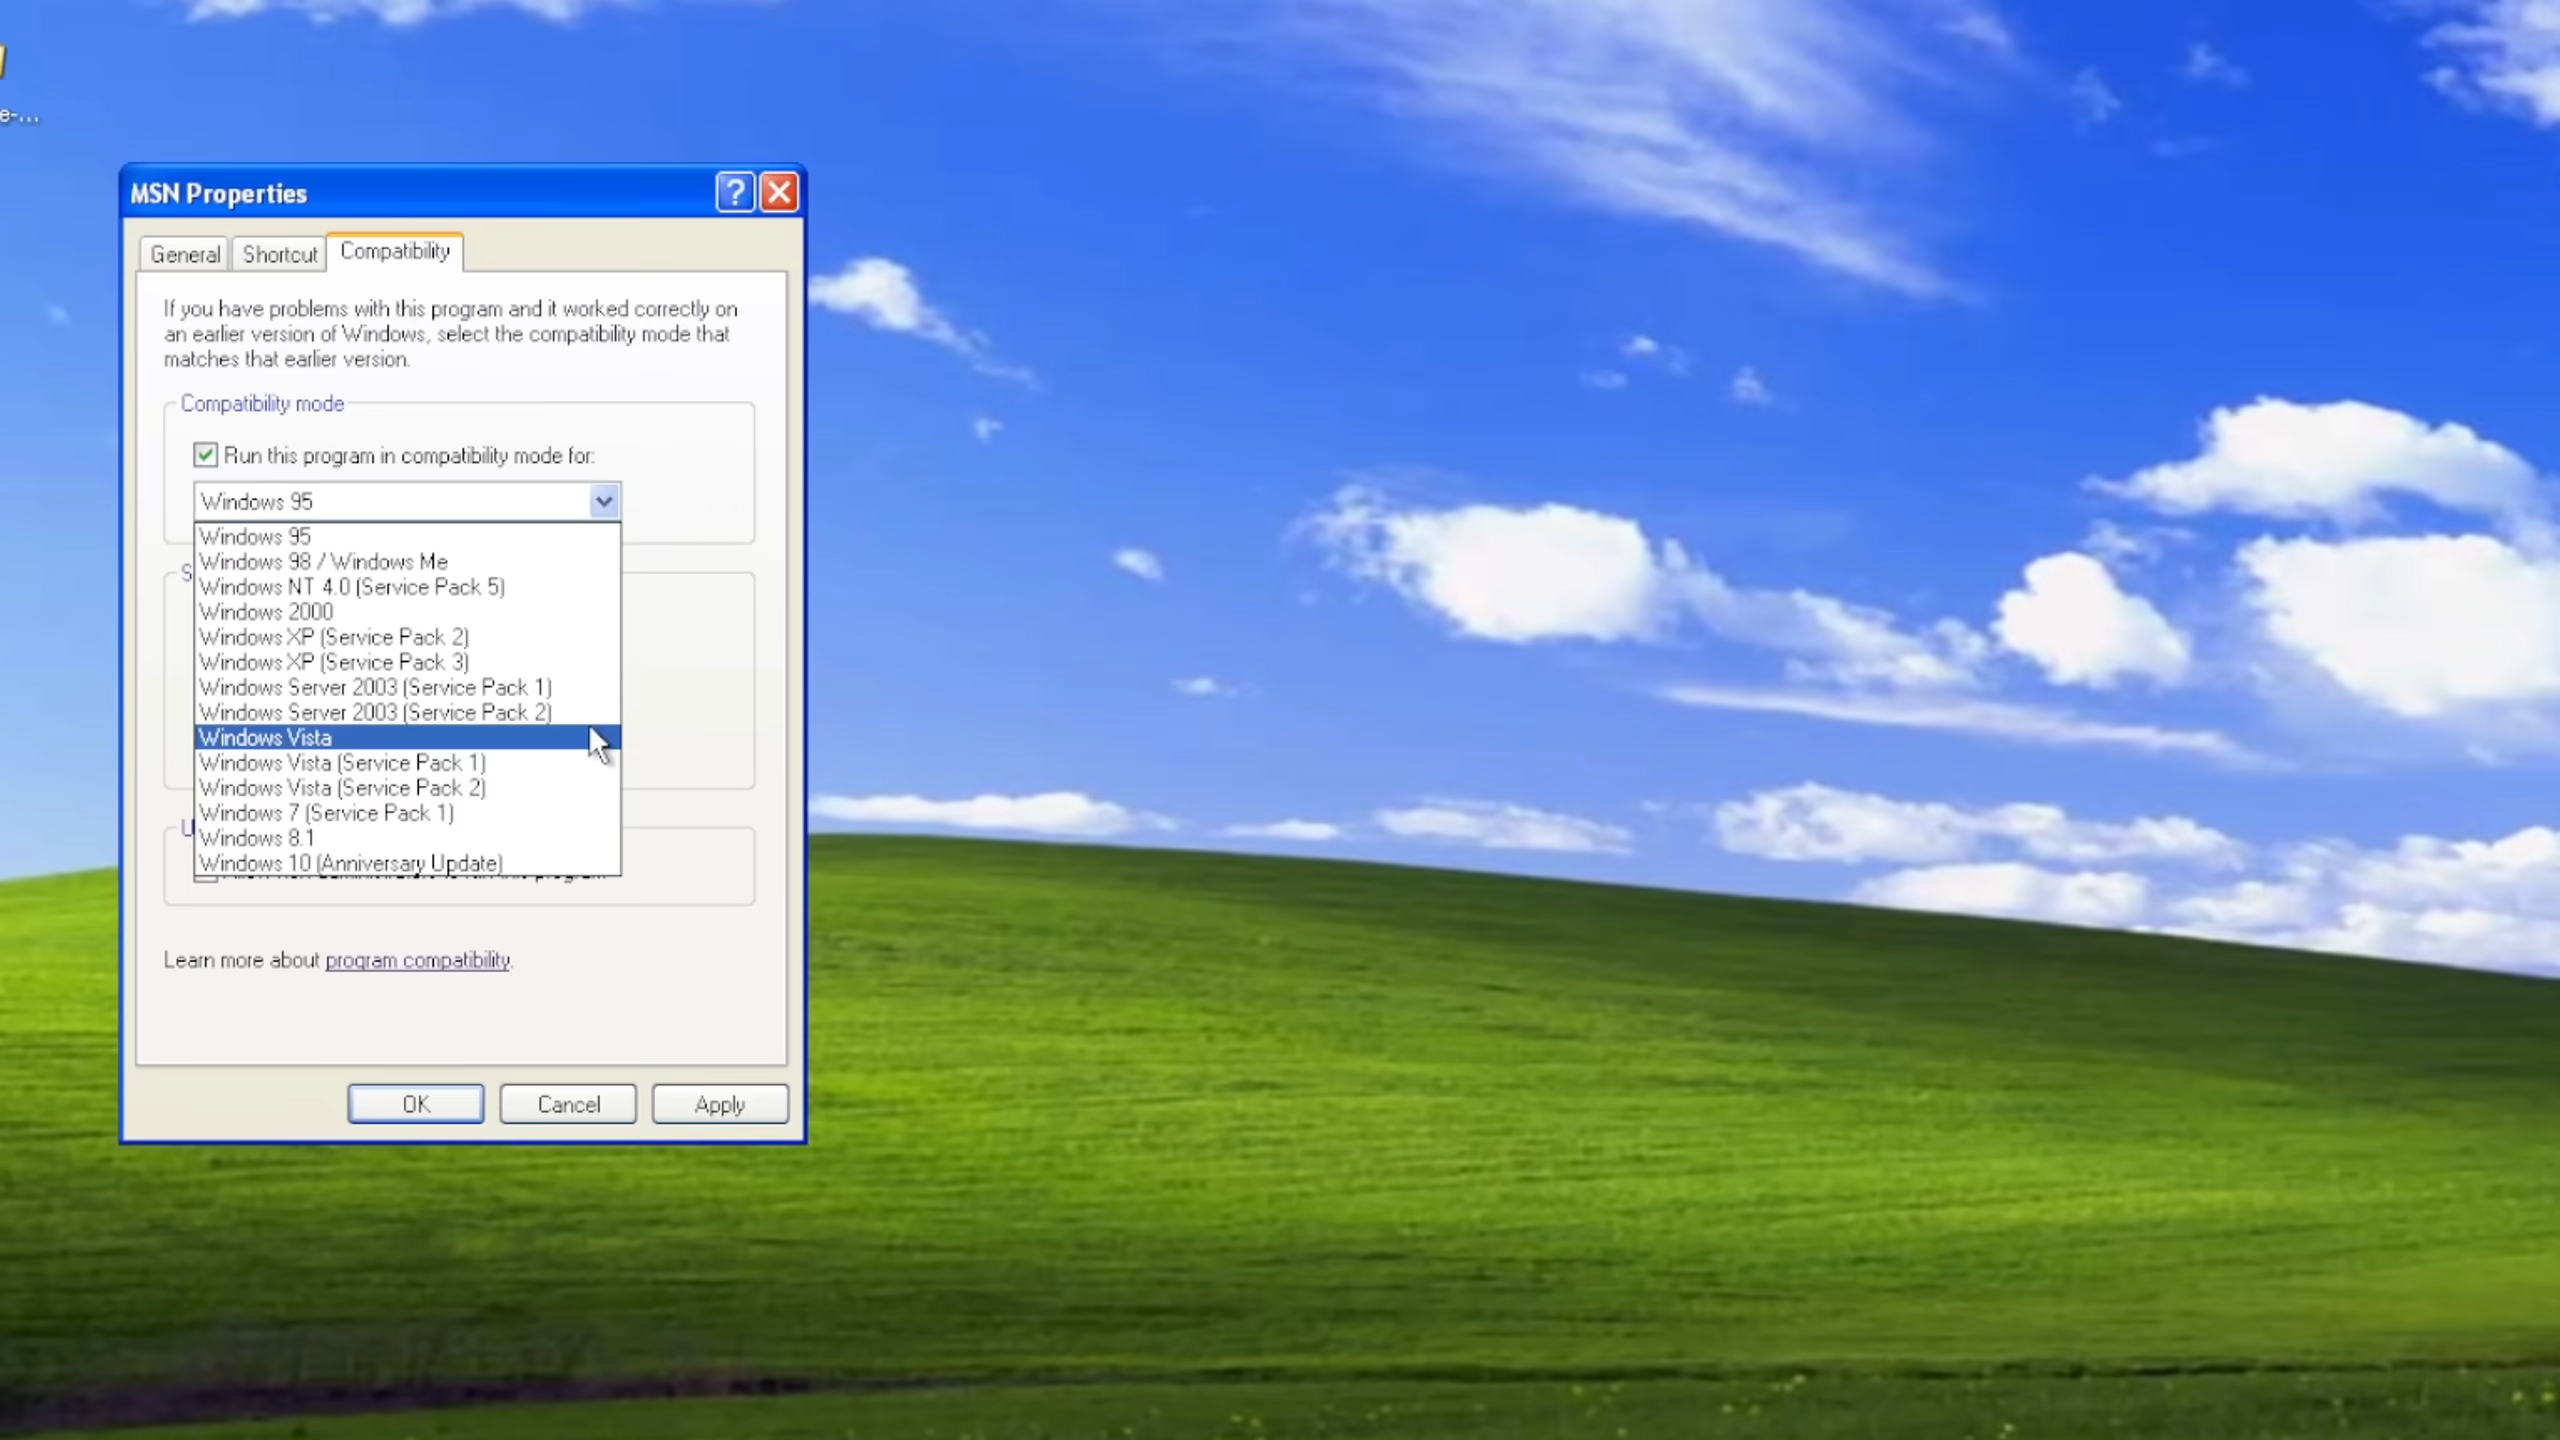 e-...
MSN Properties
General Shortcut Compatibility
If you have problems with this program and it worked correctly on
an earlier version of Windows, select the compatibility mode that
matches that earlier version.
Compatibility mode
Run this program in compatibility mode for:
Windows 95
Windows 95
Windows 98 / Windows Me
Windows NT 4.0 (Service Pack 5)
Windows 2000
Windows XP (Service Pack 2)
Windows XP (Service Pack 3)
Windows Server 2003 (Service Pack 1)
Windows Server 2003 (Service Pack 2)
Windows Vista
Windows Vista (Service Pack 1)
Windows Vista (Service Pack 2)
Windows 7 (Service Pack 1)
Windows 8.1
Windows 10 (Anniversary Update)
Learn more about program compatibility.
OK Cancel Apply